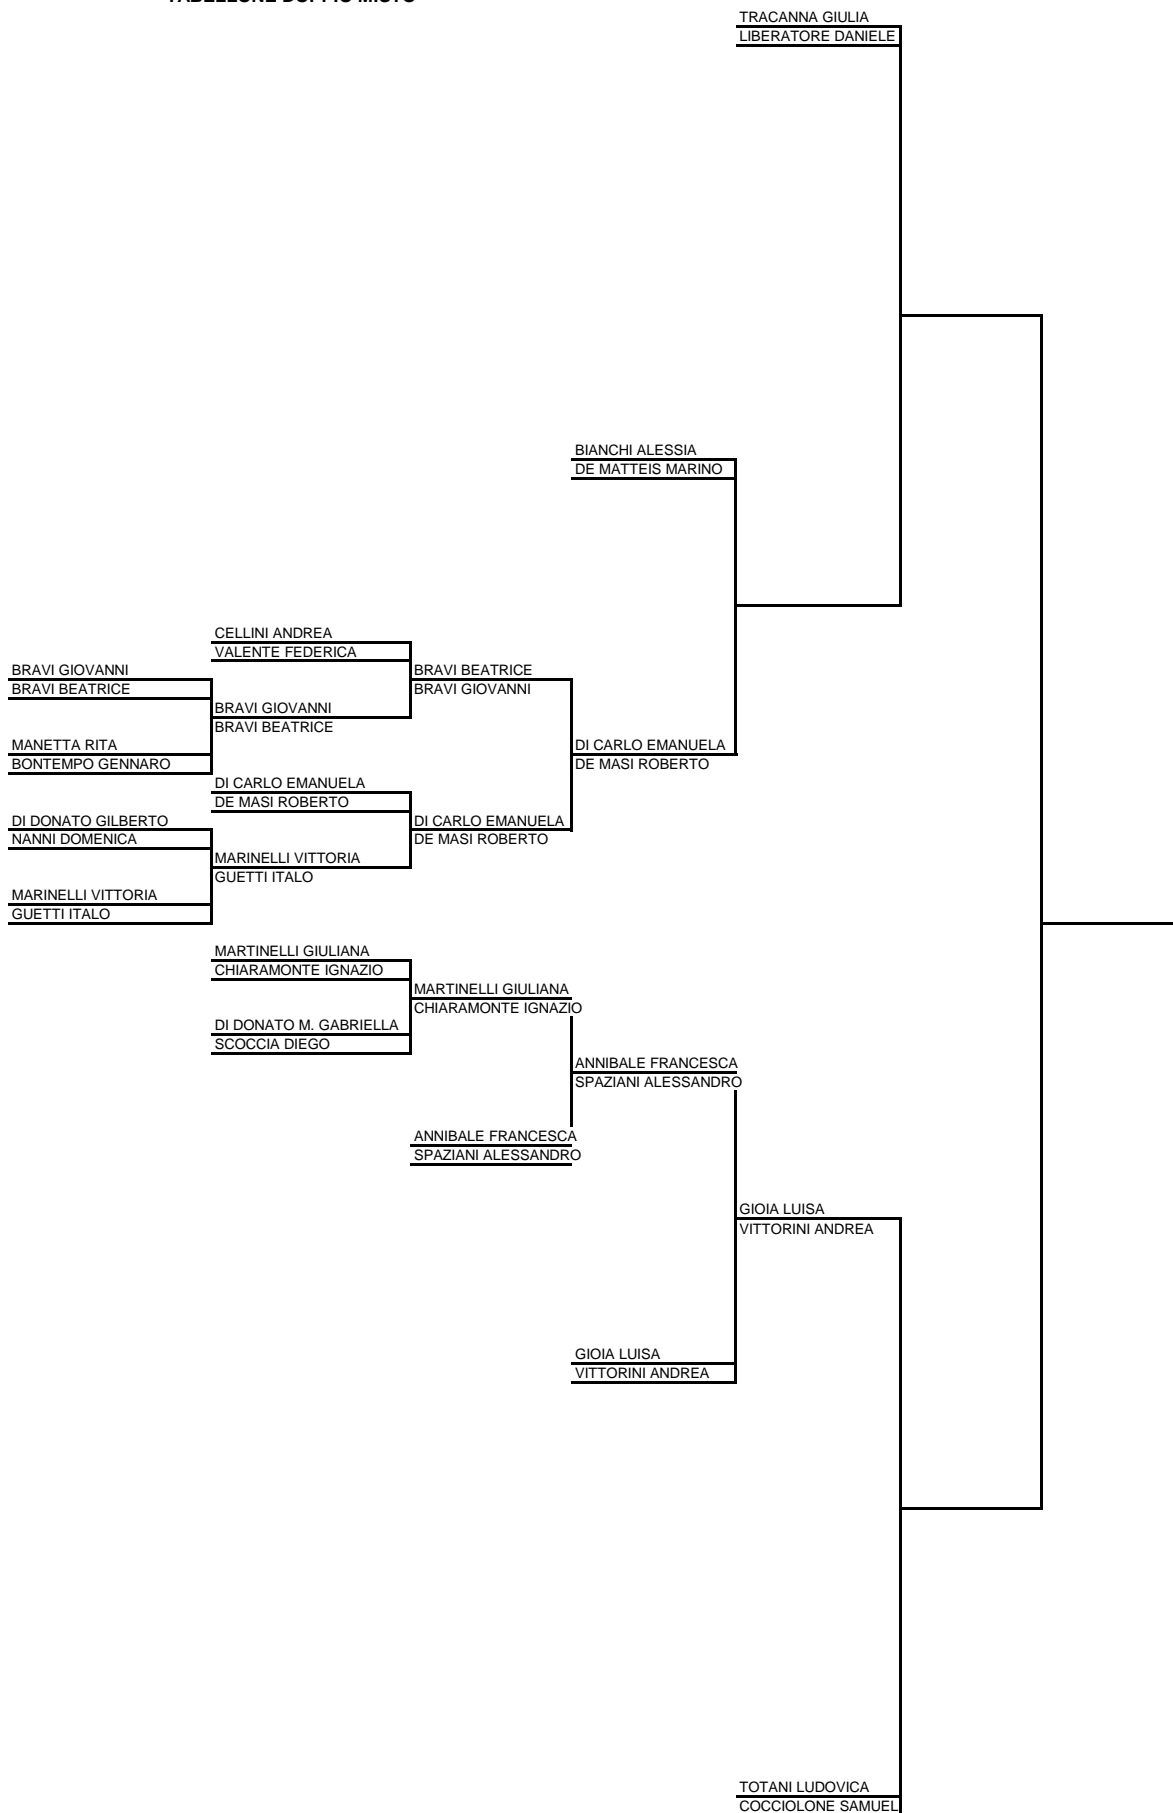 TRACANNA GIULIA
LIBERATORE DANIELE
BIANCHI ALESSIA
DE MATTEIS MARINO
CELLINI ANDREA
VALENTE FEDERICA
BRAVI GIOVANNI
BRAVI BEATRICE
BRAVI BEATRICE
BRAVI GIOVANNI
BRAVI GIOVANNI
BRAVI BEATRICE
MANETTA RITA
BONTEMPO GENNARO
DI CARLO EMANUELA
DE MASI ROBERTO
DI CARLO EMANUELA
DE MASI ROBERTO
DI DONATO GILBERTO
NANNI DOMENICA
DI CARLO EMANUELA
DE MASI ROBERTO
MARINELLI VITTORIA
GUETTI ITALO
MARINELLI VITTORIA
GUETTI ITALO
MARTINELLI GIULIANA
CHIARAMONTE IGNAZIO
MARTINELLI GIULIANA
CHIARAMONTE IGNAZIO
DI DONATO M. GABRIELLA
SCOCCIA DIEGO
ANNIBALE FRANCESCA
SPAZIANI ALESSANDRO
ANNIBALE FRANCESCA
SPAZIANI ALESSANDRO
GIOIA LUISA
VITTORINI ANDREA
GIOIA LUISA
VITTORINI ANDREA
TOTANI LUDOVICA
COCCIOLONE SAMUEL